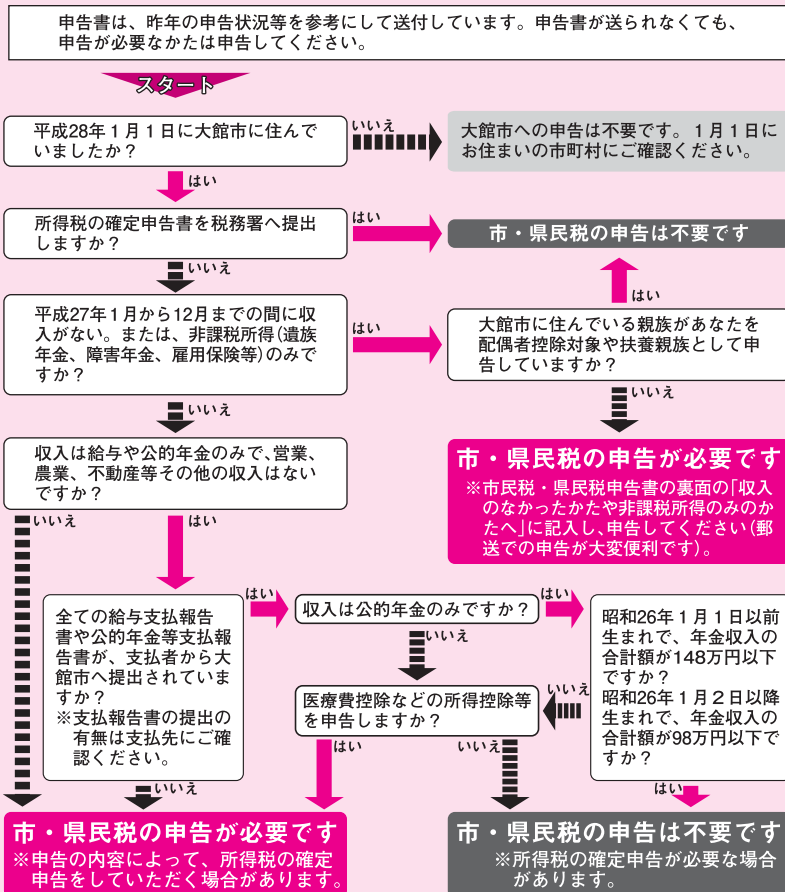 申告書は、昨年の申告状況等を参考にして送付しています。申告書が送られなくても、
申告が必要なかたは申告してください。
スタート
平成28年1月1日に大館市に住んで
いましたか？
いいえ
大館市への申告は不要です。1月1日に
お住まいの市町村にご確認ください。
はい
所得税の確定申告書を税務署へ提出
しますか？
はい
市・県民税の申告は不要です
いいえ
はい
平成27年1月から12月までの間に収
入がない。または、非課税所得(遺族
年金、障害年金、雇用保険等)のみで
すか？
はい
大館市に住んでいる親族があなたを
配偶者控除対象や扶養親族として申
告していますか？
いいえ
いいえ
収入は給与や公的年金のみで、営業、
農業、不動産等その他の収入はない
ですか？
市・県民税の申告が必要です
※市民税・県民税申告書の裏面の「収入
のなかったかたや非課税所得のみのか
たへ」に記入し、申告してください(郵
送での申告が大変便利です)。
いいえ
はい
全ての給与支払報告
書や公的年金等支払報
告書が、支払者から大
館市へ提出されていま
すか？
※支払報告書の提出の
有無は支払先にご確
認ください。
はい
収入は公的年金のみですか？
はい
昭和26年1月1日以前
生まれで、年金収入の
合計額が148万円以下
ですか？
昭和26年1月2日以降
生まれで、年金収入の
合計額が98万円以下で
すか？
いいえ
いいえ
医療費控除などの所得控除等
を申告しますか？
はい
いいえ
いいえ
はい
市・県民税の申告が必要です
※申告の内容によって、所得税の確定
申告をしていただく場合があります。
市・県民税の申告は不要です
※所得税の確定申告が必要な場合
があります。